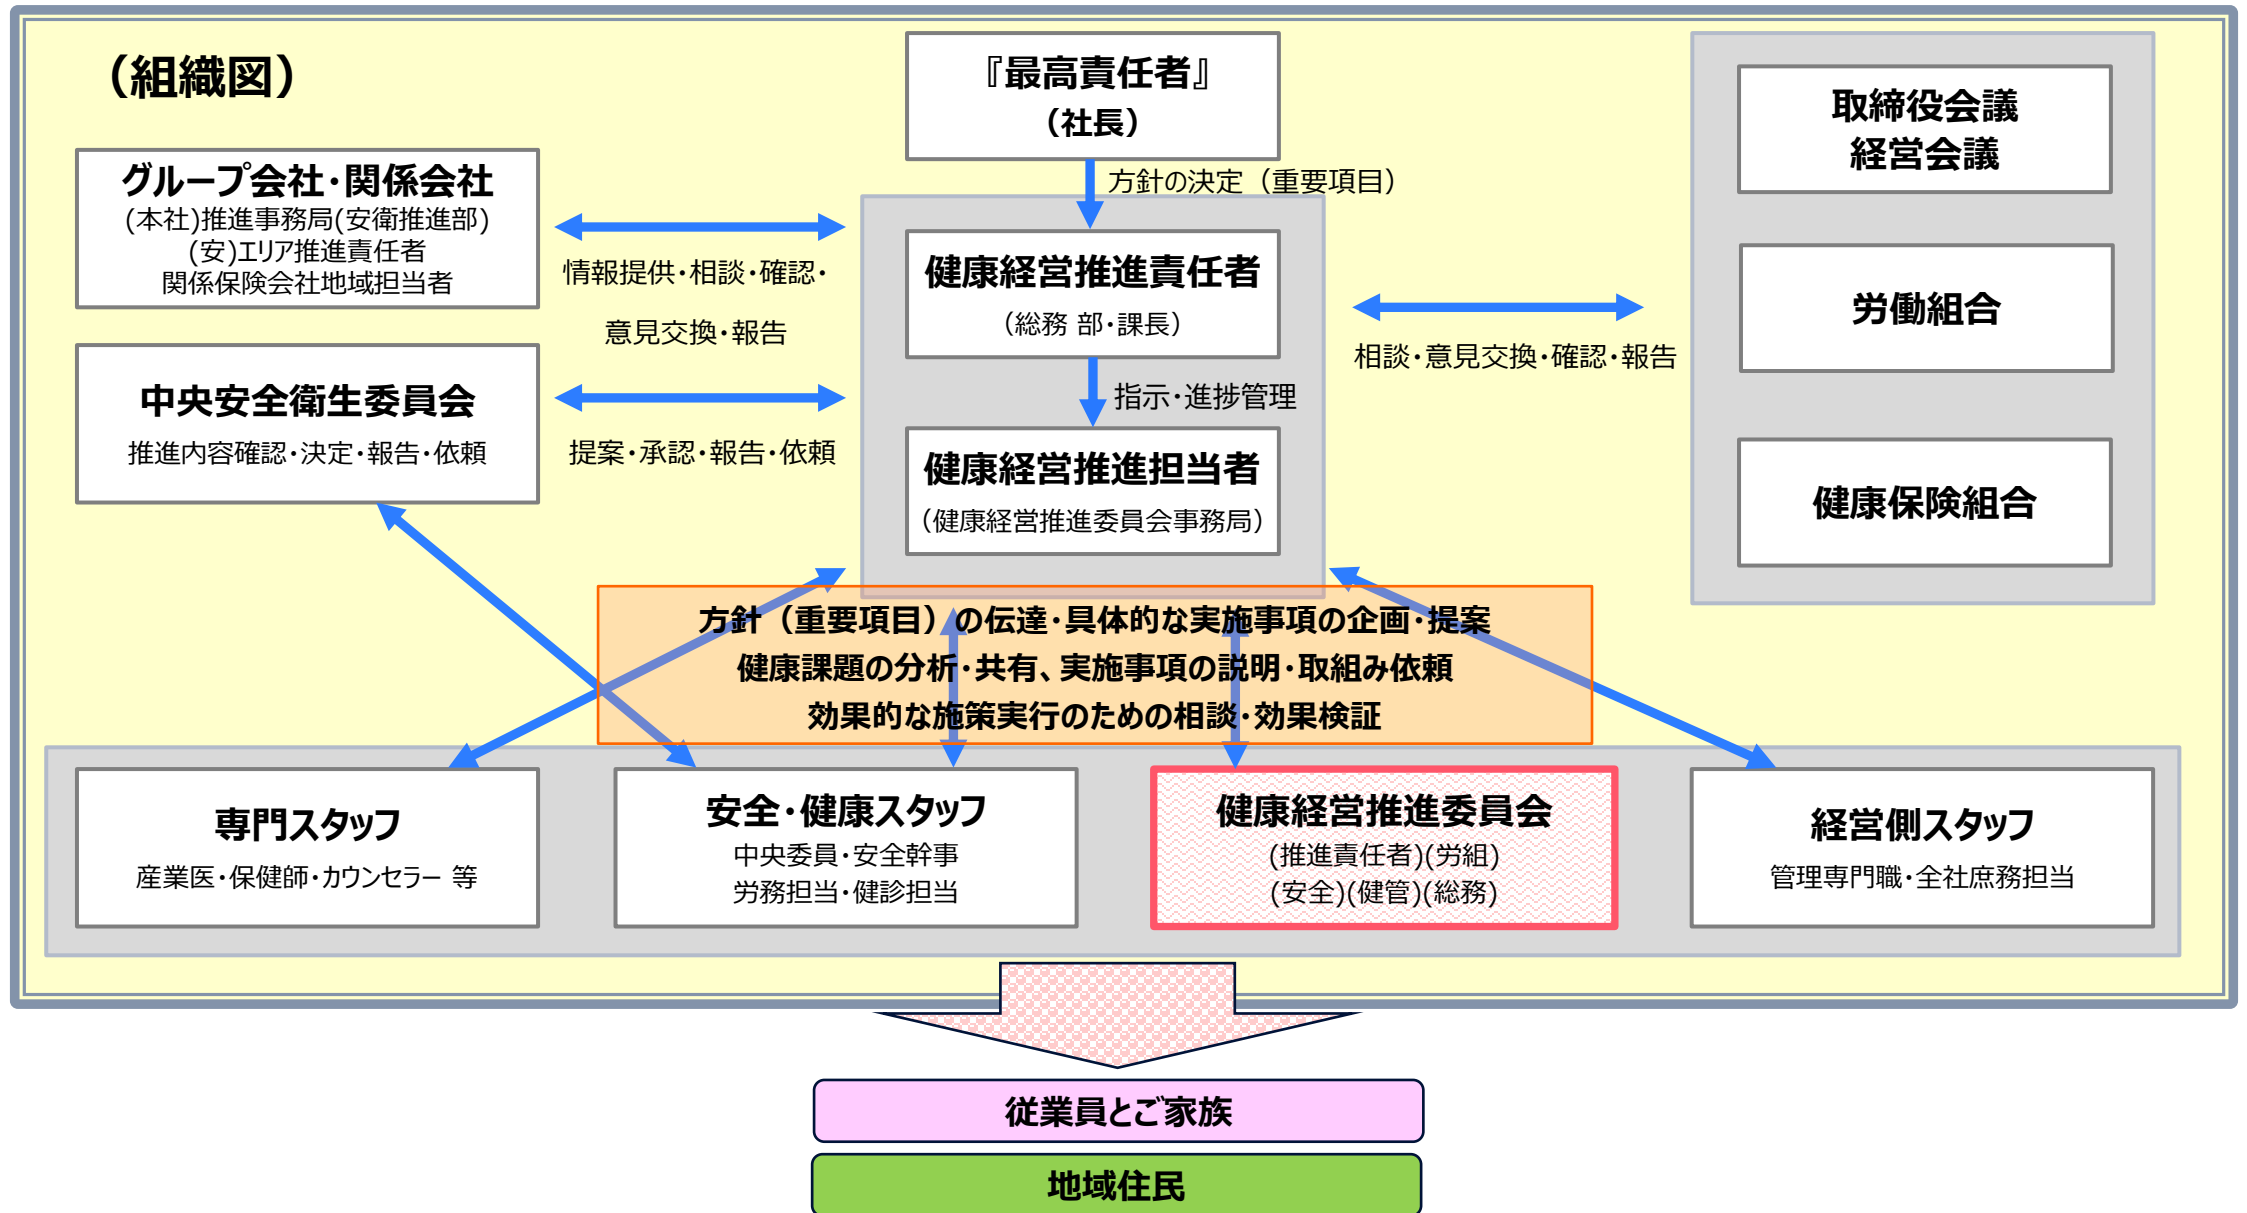 （組織図）
『最高責任者』
（社長）
方針の決定（重要項目）
グループ会社・関係会社
(本社)推進事務局(安衛推進部)
(安)エリア推進責任者
関係保険会社地域担当者
情報提供・相談・確認・
意見交換・報告
中央安全衛生委員会
推進内容確認・決定・報告・依頼
提案・承認・報告・依頼
健康経営推進責任者
（総務 部・課長）
指示・進捗管理
健康経営推進担当者
（健康経営推進委員会事務局）
相談・意見交換・確認・報告
取締役会議
経営会議
労働組合
健康保険組合
方針（重要項目）の伝達・具体的な実施事項の企画・提案
健康課題の分析・共有、実施事項の説明・取組み依頼
効果的な施策実行のための相談・効果検証
専門スタッフ
産業医・保健師・カウンセラー 等
安全・健康スタッフ
中央委員・安全幹事
労務担当・健診担当
健康経営推進委員会
(推進責任者)(労組)
(安全)(健管)(総務)
経営側スタッフ
管理専門職・全社庶務担当
従業員とご家族
地域住民